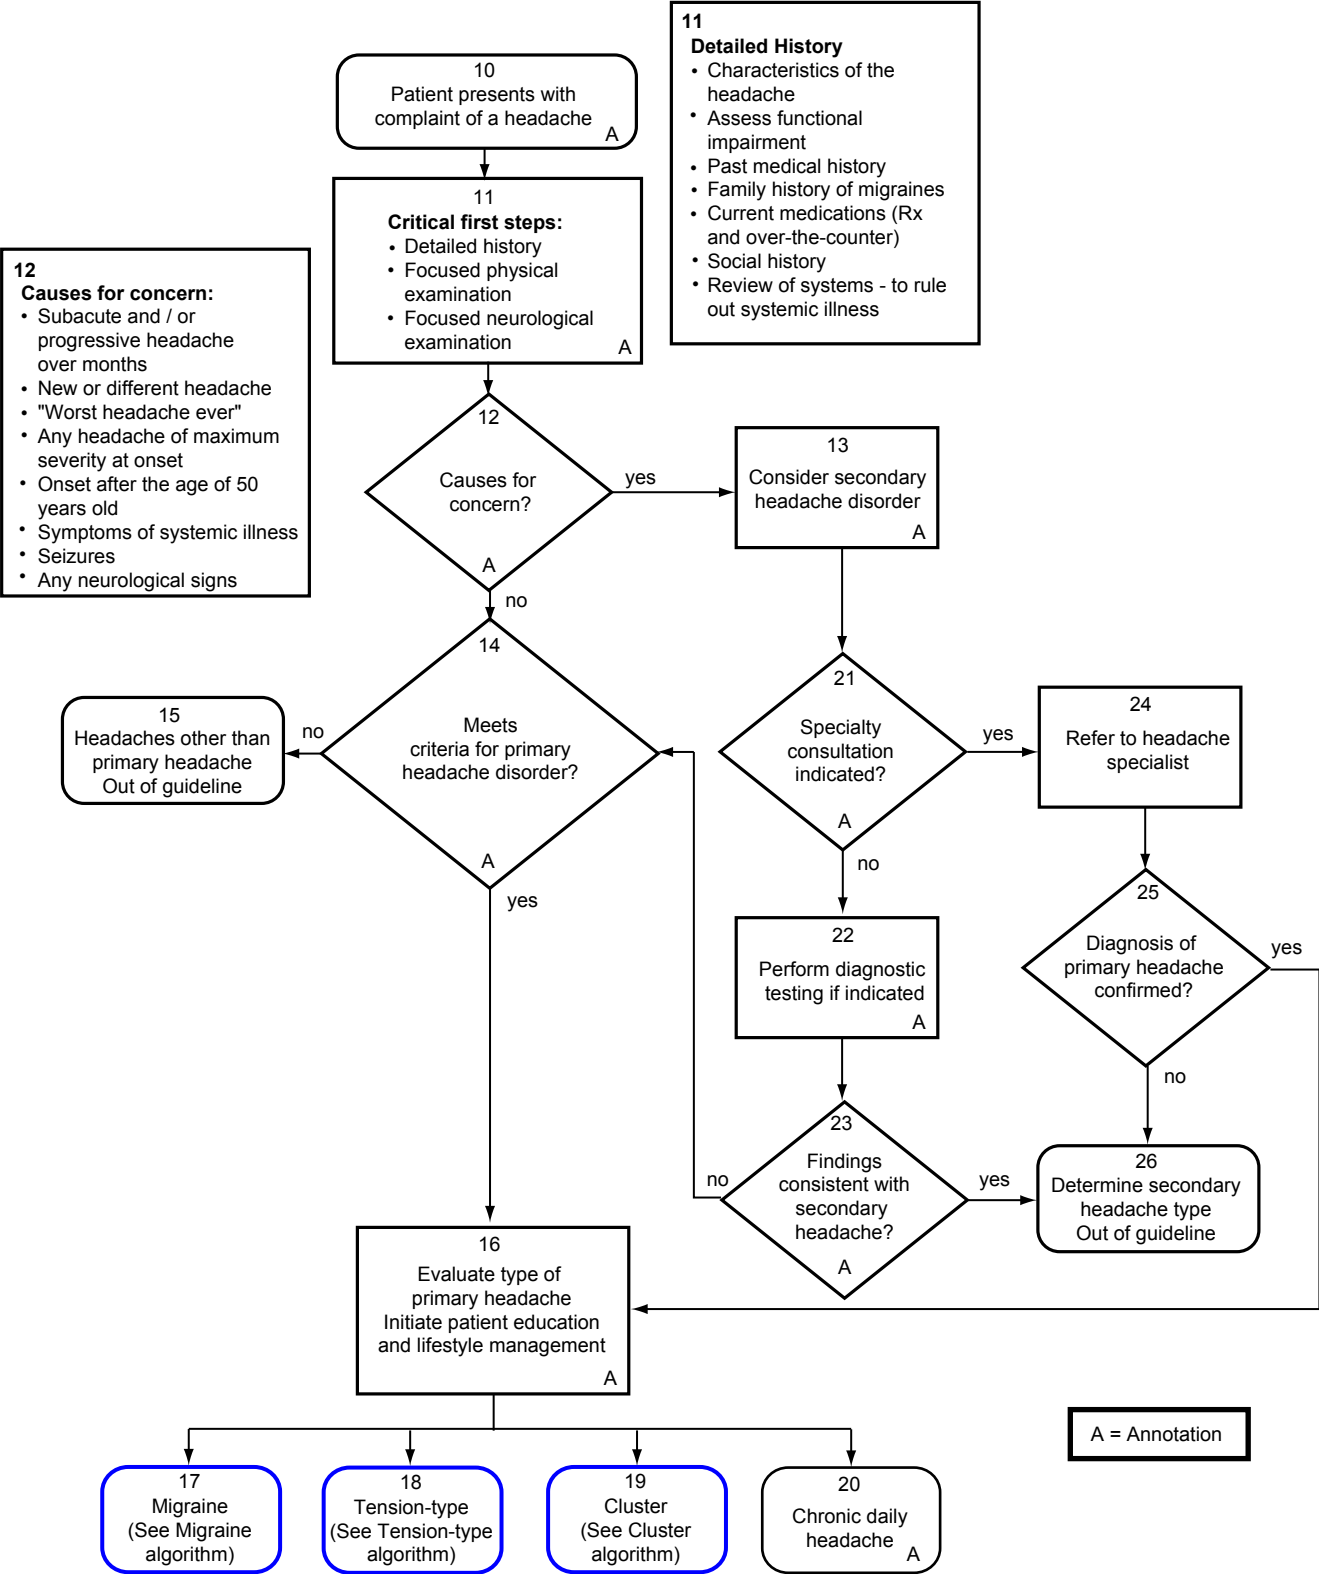 10
Patient presents with
complaint of a headache
A
11
Detailed History
• Characteristics of the
headache
• Assess functional
impairment
• Past medical history
• Family history of migraines
• Current medications (Rx
and over-the-counter)
• Social history
• Review of systems - to rule
out systemic illness
11
Critical first steps:
• Detailed history
• Focused physical
examination
• Focused neurological
examination
A
12
Causes for concern:
• Subacute and / or
progressive headache
over months
• New or different headache
• "Worst headache ever"
• Any headache of maximum
severity at onset
• Onset after the age of 50
years old
• Symptoms of systemic illness
• Seizures
• Any neurological signs
12
Causes for
concern?
A
yes
no
13
Consider secondary
headache disorder
A
14
Meets
criteria for primary
headache disorder?
A
no
yes
15
Headaches other than
primary headache
Out of guideline
21
Specialty
consultation
indicated?
A
yes
no
24
Refer to headache
specialist
22
Perform diagnostic
testing if indicated
A
25
Diagnosis of
primary headache
confirmed?
yes
no
23
Findings
consistent with
secondary
headache?
A
no
yes
26
Determine secondary
headache type
Out of guideline
16
Evaluate type of
primary headache
Initiate patient education
and lifestyle management
A
A = Annotation
17
Migraine
(See Migraine
algorithm)
18
Tension-type
(See Tension-type
algorithm)
19
Cluster
(See Cluster
algorithm)
20
Chronic daily
headache
A